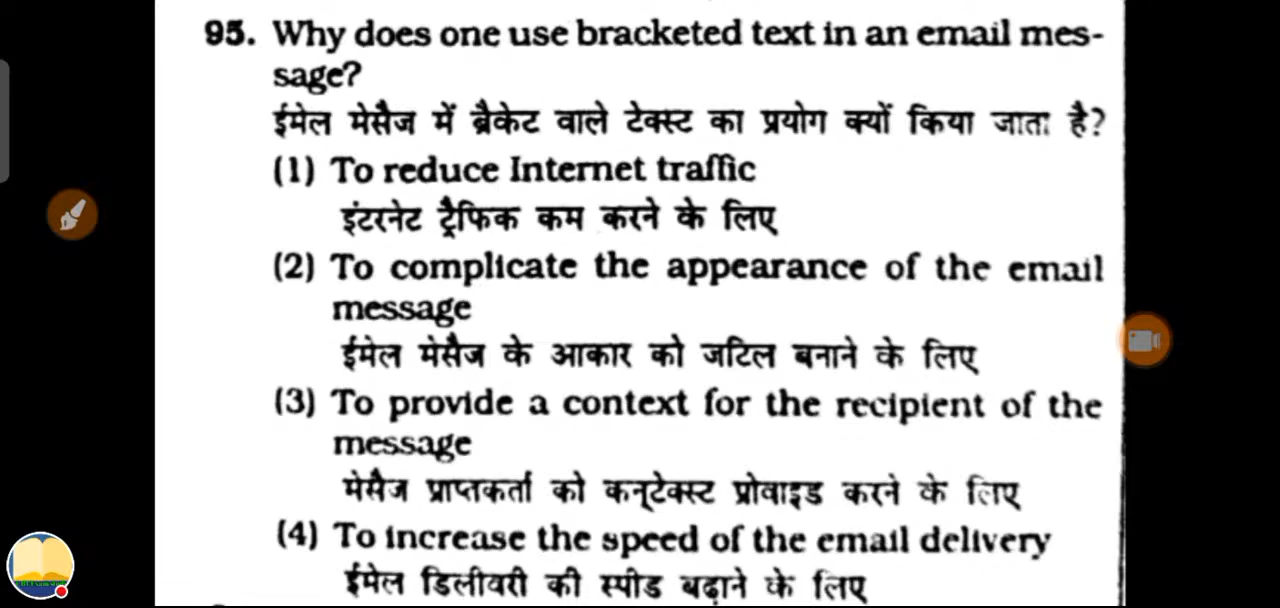 95. Why does one use bracketed text in an email mes-
sage?
ईमेल मेसैज में ब्रैकेट वाले टेक्स्ट का प्रयोग क्यों किया जाता है?
(1) To reduce Internet traffic
इंटरनेट ट्रैफिक कम करने के लिए
(2) To complicate the appearance of the email
message
ईमेल मेसैज के आकार को जटिल बनाने के लिए
(3) To provide a context for the recipient of the
message
मेसैज प्राप्तकर्ता को कन्टेक्स्ट प्रोवाइड करने के लिए
(4) To increase the speed of the email delivery
ईमेल डिलीवरी की स्पीड बढ़ाने के लिए